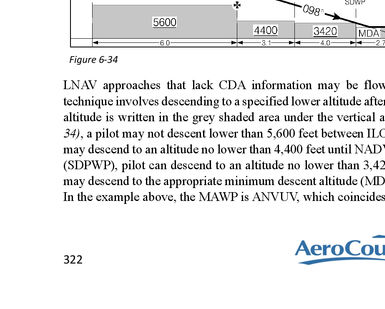 SDWP
098°
5600
4400
3420
MDA
6.0
3.1
4.0
2.7
Figure 6-34
LNAV approaches that lack CDA information may be flow
technique involves descending to a specified lower altitude after
altitude is written in the grey shaded area under the vertical a
34), a pilot may not descent lower than 5,600 feet between ILO
may descend to an altitude no lower than 4,400 feet until NADV
(SDPWP), pilot can descend to an altitude no lower than 3,42
may descend to the appropriate minimum descent altitude (MD
In the example above, the MAWP is ANVUV, which coincides
322
AeroCou